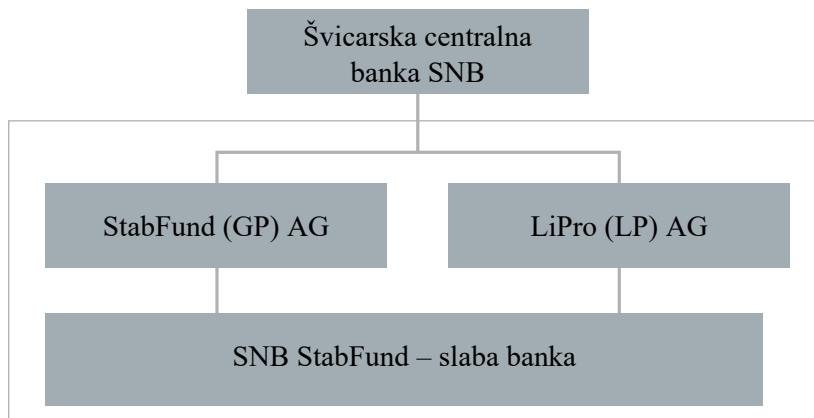 Švicarska centralna
banka SNB
StabFund (GP) AG
LiPro (LP) AG
SNB StabFund – slaba banka